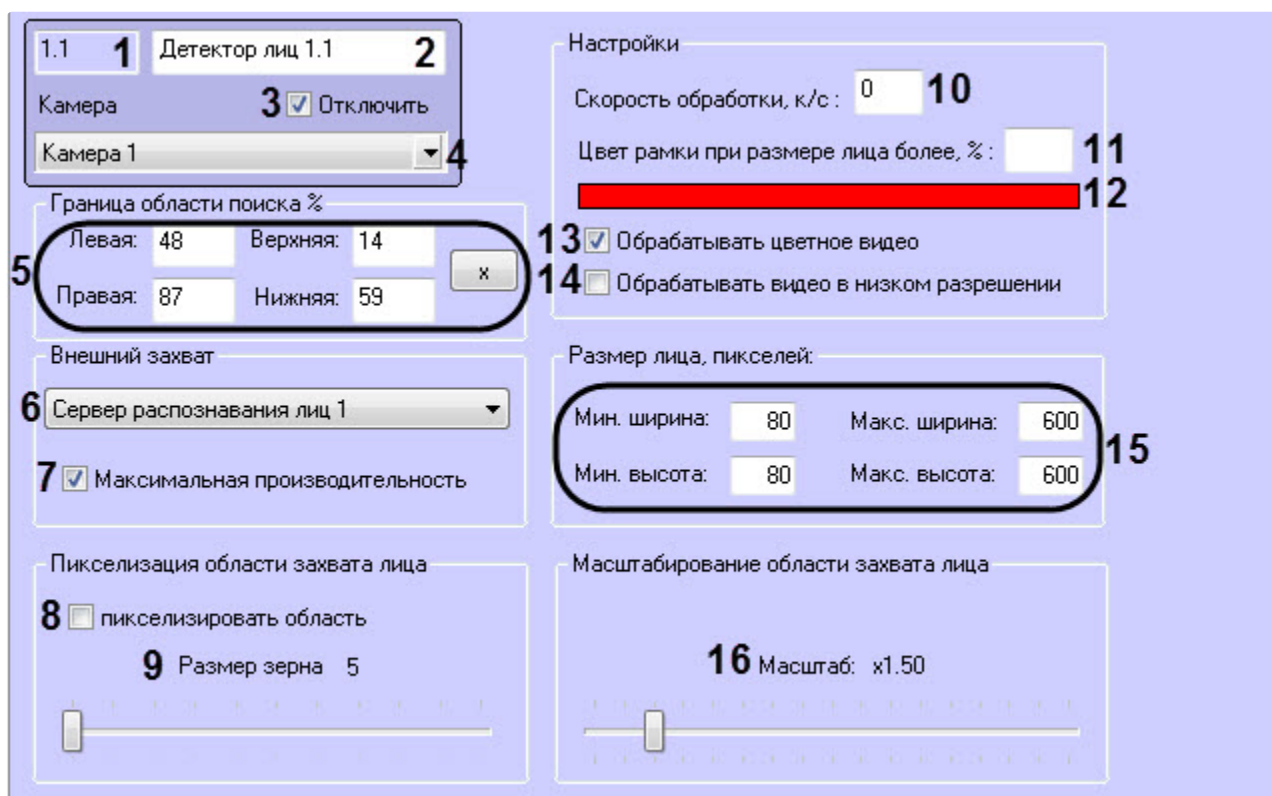 1.1 1 Детектор лиц 1.1 2
Камера 3 Отключить
Камера 1 4
Граница области поиска %
5 Левая: 48 Верхняя: 14
Правая: 87 Нижняя: 59 x
Внешний захват
6 Сервер распознавания лиц 1
7 Максимальная производительность
Пикселизация области захвата лица
8 пикселизировать область
9 Размер зерна 5
Настройки
Скорость обработки, к/с : 0 10
Цвет рамки при размере лица более, % : 11
12
13 Обрабатывать цветное видео
14 Обрабатывать видео в низком разрешении
Размер лица, пикселей:
Мин. ширина: 80 Макс. ширина: 600
Мин. высота: 80 Макс. высота: 600 15
Масштабирование области захвата лица
16 Масштаб: x1.50